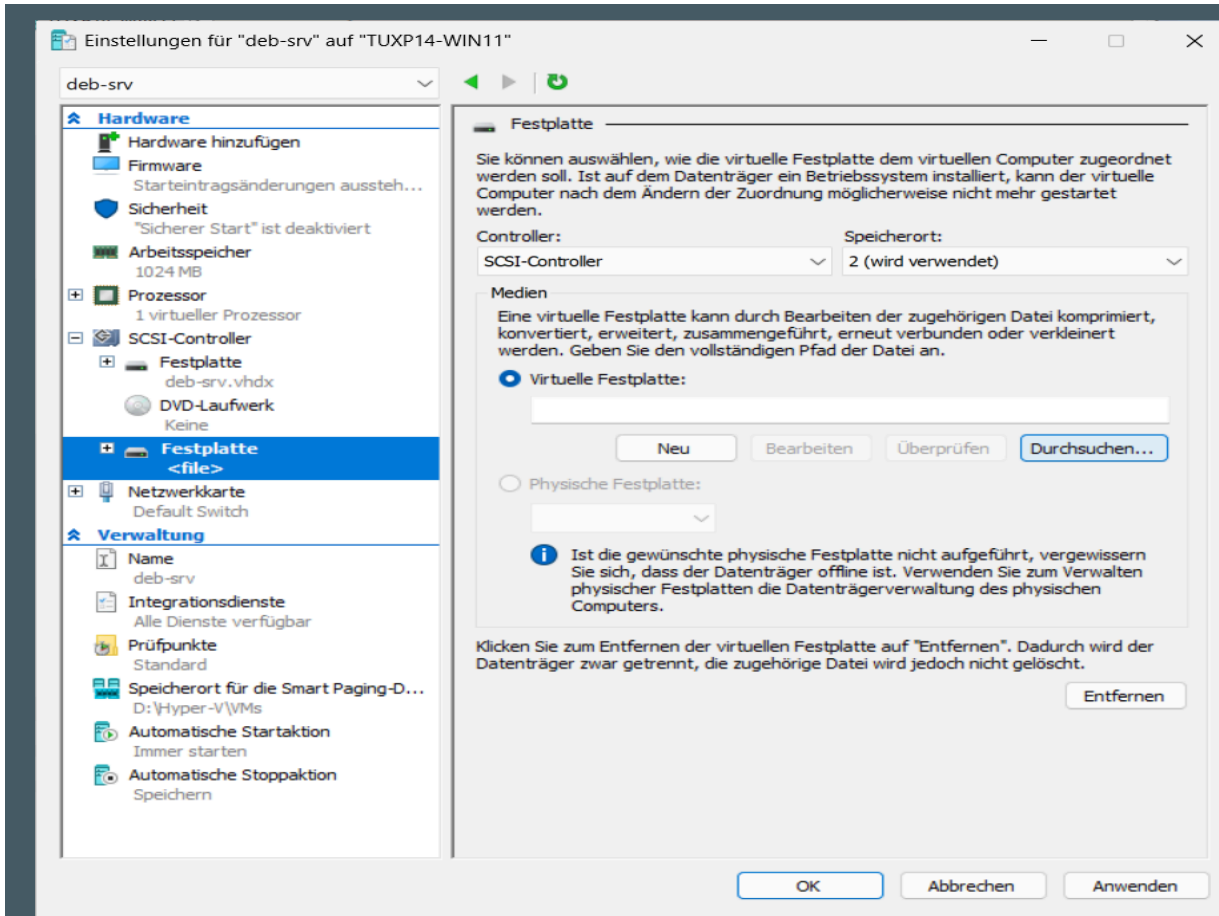 Einstellungen für "deb-srv" auf "TUXP14-WIN11"
deb-srv
Hardware
Hardware hinzufügen
Firmware
Starteintragsänderungen aussteh...
Sicherheit
"Sicherer Start" ist deaktiviert
Arbeitsspeicher
1024 MB
Prozessor
1 virtueller Prozessor
SCSI-Controller
Festplatte
deb-srv.vhdx
DVD-Laufwerk
Keine
Festplatte
<file>
Netzwerkkarte
Default Switch
Verwaltung
Name
deb-srv
Integrationsdienste
Alle Dienste verfügbar
Prüfpunkte
Standard
Speicherort für die Smart Paging-D...
D:\Hyper-V\VMs
Automatische Startaktion
Immer starten
Automatische Stoppaktion
Speichern
Festplatte
Sie können auswählen, wie die virtuelle Festplatte dem virtuellen Computer zugeordnet
werden soll. Ist auf dem Datenträger ein Betriebssystem installiert, kann der virtuelle
Computer nach dem Ändern der Zuordnung möglicherweise nicht mehr gestartet
werden.
Controller: Speicherort:
SCSI-Controller 2 (wird verwendet)
Medien
Eine virtuelle Festplatte kann durch Bearbeiten der zugehörigen Datei komprimiert,
konvertiert, erweitert, zusammengeführt, erneut verbunden oder verkleinert
werden. Geben Sie den vollständigen Pfad der Datei an.
Virtuelle Festplatte:
Neu Bearbeiten Überprüfen Durchsuchen...
Physische Festplatte:
Ist die gewünschte physische Festplatte nicht aufgeführt, vergewissern
Sie sich, dass der Datenträger offline ist. Verwenden Sie zum Verwalten
physischer Festplatten die Datenträgerverwaltung des physischen
Computers.
Klicken Sie zum Entfernen der virtuellen Festplatte auf "Entfernen". Dadurch wird der
Datenträger zwar getrennt, die zugehörige Datei wird jedoch nicht gelöscht.
Entfernen
OK Abbrechen Anwenden